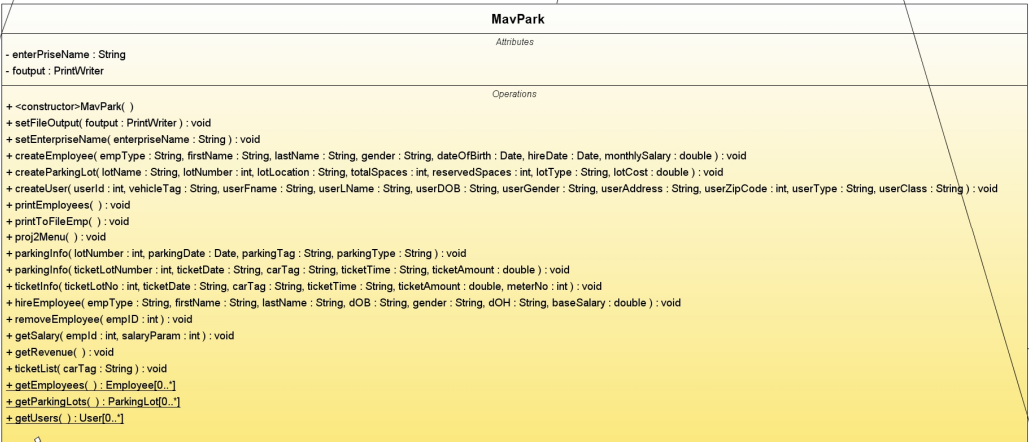 MavPark
Attributes
- enterPriseName : String
- foutput : PrintWriter
Operations
+ <constructor>MavPark( )
+ setFileOutput( foutput : PrintWriter ) : void
+ setEnterpriseName( enterpriseName : String ) : void
+ createEmployee( empType : String, firstName : String, lastName : String, gender : String, dateOfBirth : Date, hireDate : Date, monthlySalary : double ) : void
+ createParkingLot( lotName : String, lotNumber : int, lotLocation : String, totalSpaces : int, reservedSpaces : int, lotType : String, lotCost : double ) : void
+ createUser( userId : int, vehicleTag : String, userFname : String, userLName : String, userDOB : String, userGender : String, userAddress : String, userZipCode : int, userType : String, userClass : String ) : void
+ printEmployees( ) : void
+ printToFileEmp( ) : void
+ proj2Menu( ) : void
+ parkingInfo( lotNumber : int, parkingDate : Date, parkingTag : String, parkingType : String ) : void
+ parkingInfo( ticketLotNumber : int, ticketDate : String, carTag : String, ticketTime : String, ticketAmount : double ) : void
+ ticketInfo( ticketLotNo : int, ticketDate : String, carTag : String, ticketTime : String, ticketAmount : double, meterNo : int ) : void
+ hireEmployee( empType : String, firstName : String, lastName : String, dOB : String, gender : String, dOH : String, baseSalary : double ) : void
+ removeEmployee( empID : int ) : void
+ getSalary( empId : int, salaryParam : int ) : void
+ getRevenue( ) : void
+ ticketList( carTag : String ) : void
+ getEmployees( ) : Employee[0..*]
+ getParkingLots( ) : ParkingLot[0..*]
+ getUsers( ) : User[0..*]